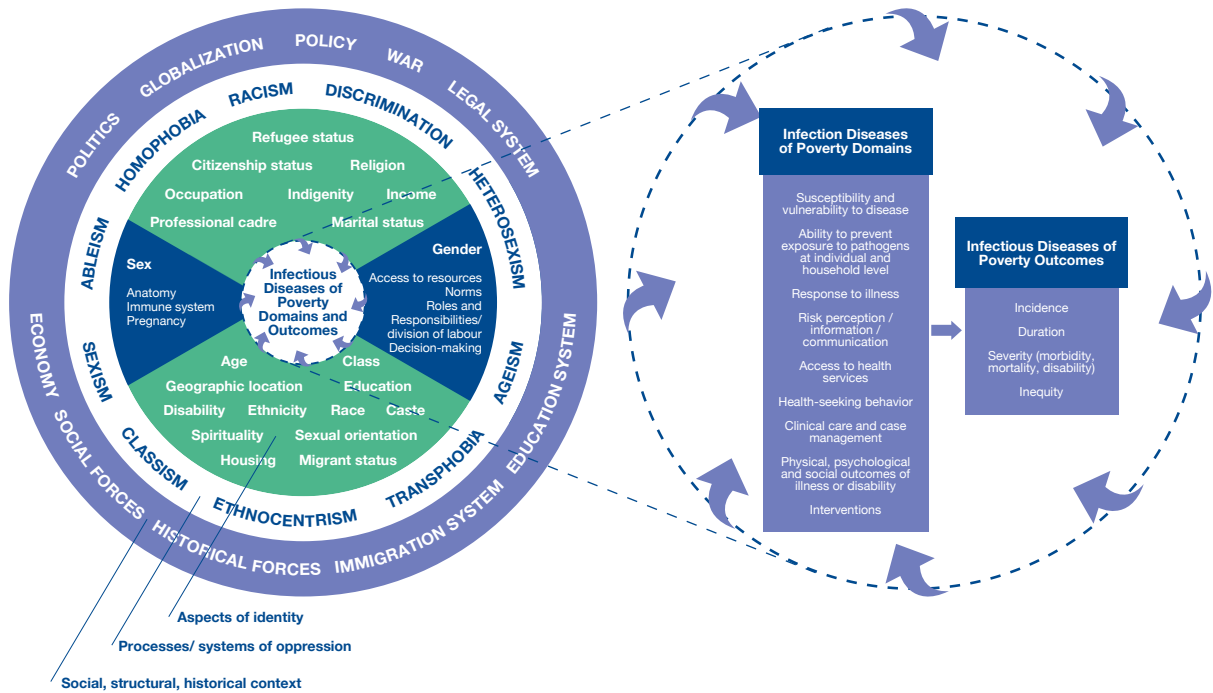 POLITICS
GLOBALIZATION
POLICY
WAR
LEGAL SYSTEM
EDUCATION SYSTEM
IMMIGRATION SYSTEM
HISTORICAL FORCES
SOCIAL FORCES
ECONOMY
ABLEISM
HOMOPHOBIA
RACISM
DISCRIMINATION
HETEROSEXISM
AGEISM
TRANSPHOBIA
ETHNOCENTRISM
CLASSISM
SEXISM
Refugee status
Citizenship status
Religion
Occupation
Indigenity
Income
Professional cadre
Marital status
Sex
Anatomy
Immune system
Pregnancy
Infectious
Diseases of
Poverty
Domains and
Outcomes
Gender
Access to resources
Norms
Roles and
Responsibilities/
division of labour
Decision-making
Age
Class
Geographic location
Education
Disability
Ethnicity
Race
Caste
Spirituality
Sexual orientation
Housing
Migrant status
Aspects of identity
Processes/ systems of oppression
Social, structural, historical context
Infection Diseases
of Poverty Domains
Susceptibility and
vulnerability to disease
Ability to prevent
exposure to pathogens
at individual and
household level
Response to illness
Risk perception /
information /
communication
Access to health
services
Health-seeking behavior
Clinical care and case
management
Physical, psychological
and social outcomes of
illness or disability
Interventions
Infectious Diseases of
Poverty Outcomes
Incidence
Duration
Severity (morbidity,
mortality, disability)
Inequity